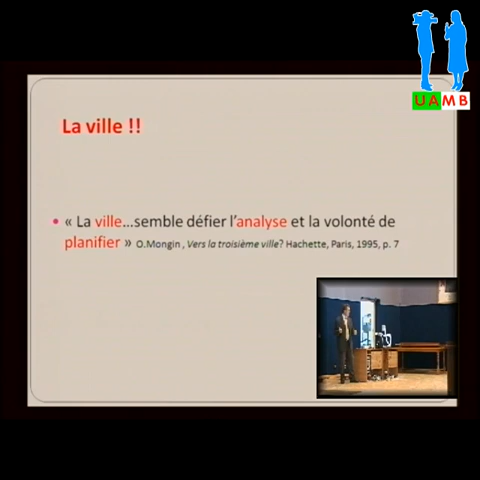 UAMB
La ville !!
• « La ville...semble défier l'analyse et la volonté de
planifier » O.Mongin , Vers la troisième ville? Hachette, Paris, 1995, p. 7